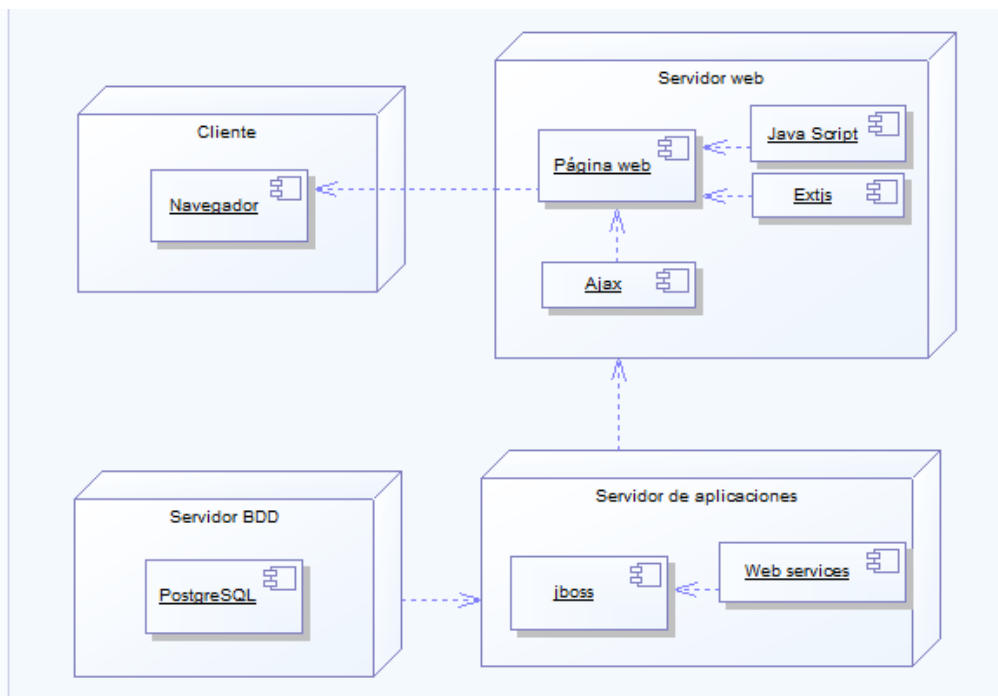 Servidor web
Cliente
Java Script
Página web
Navegador
Extjs
Ajax
Servidor de aplicaciones
Servidor BDD
Web services
jboss
PostgreSQL